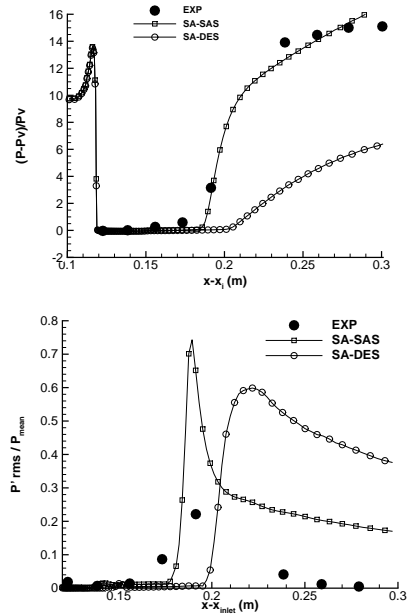 EXP
SA-SAS
SA-DES
16
14
12
10
8
6
4
2
0
-2
(P-Pv)/Pv
0.1 0.15 0.2 0.25 0.3
x-xi (m)
0.8
0.7
0.6
0.5
0.4
0.3
0.2
0.1
0
P' rms / Pmean
EXP
SA-SAS
SA-DES
0.15 0.2 0.25 0.3
x-xinlet (m)